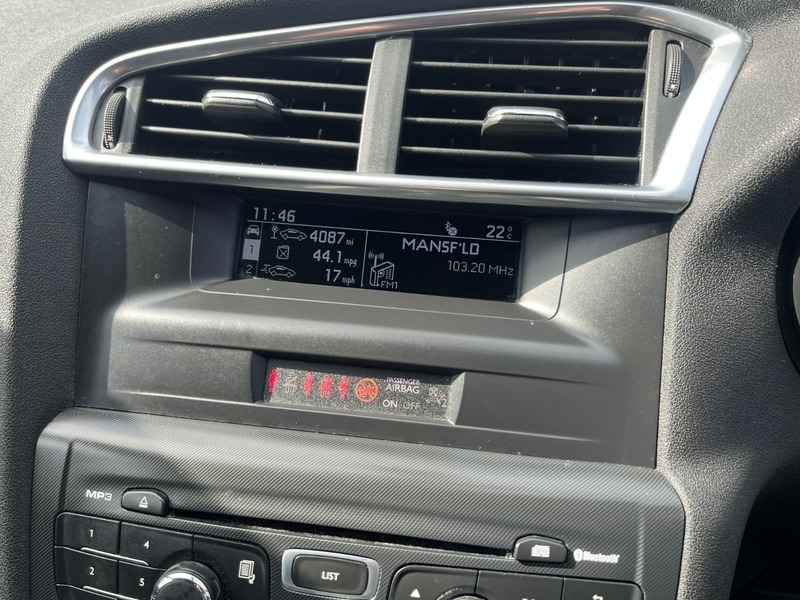 11:46
22°C
4087 mi
1
44.1 mpg
2
17 mph
MANSF'LD
103.20 MHz
FM1
PASSENGER
AIRBAG
ON OFF
MP3
1
4
2
5
LIST
Bluetooth